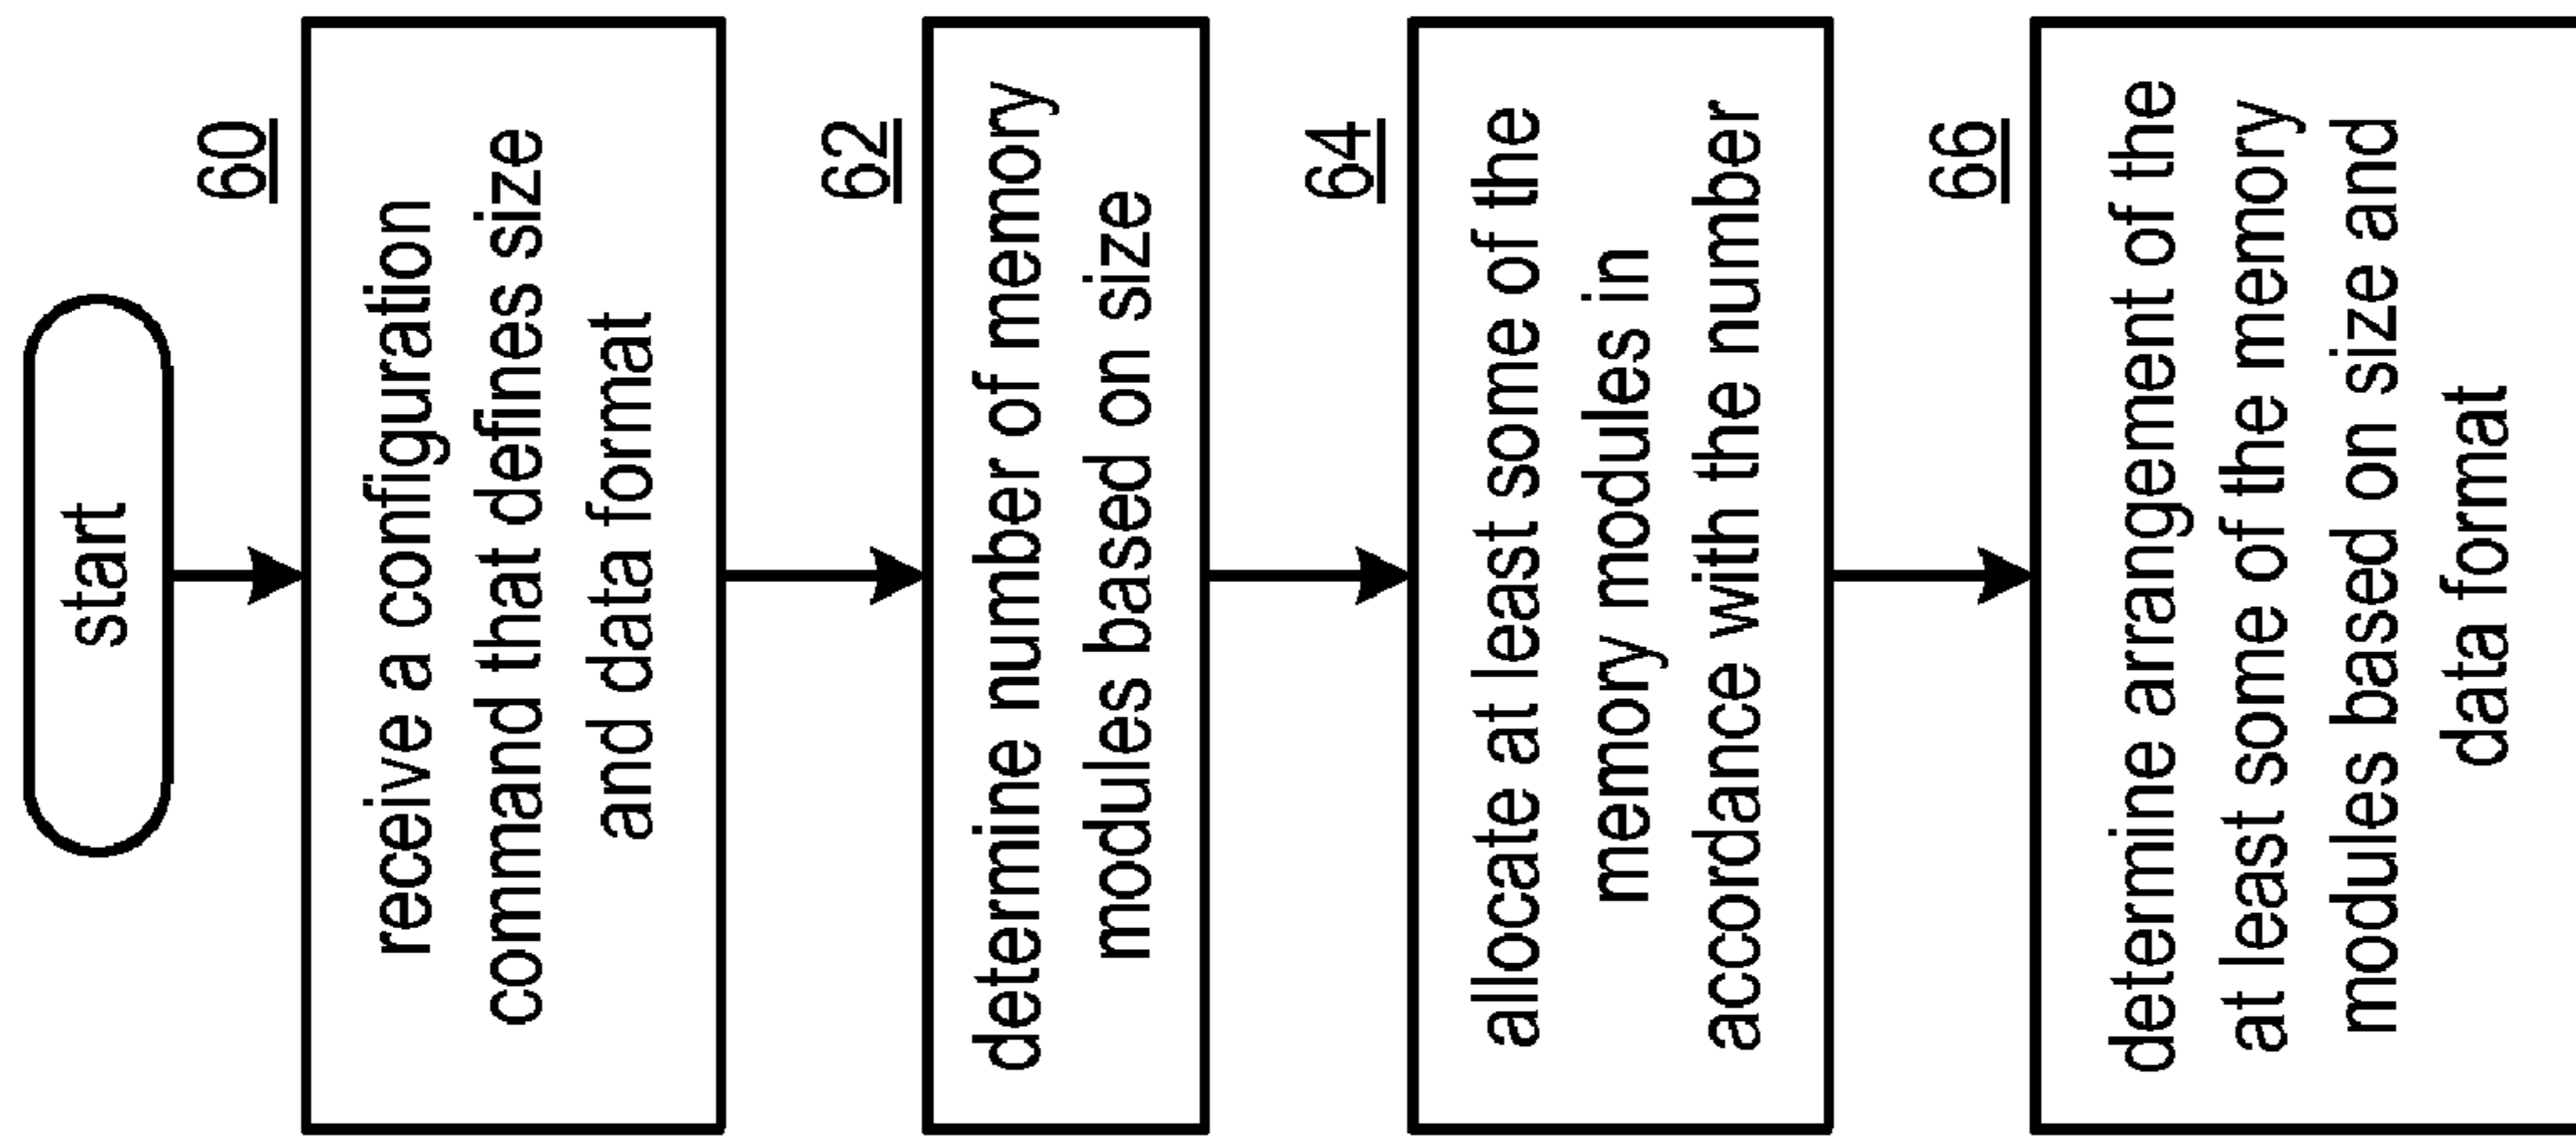 start
60
receive a configuration
command that defines size
and data format
62
determine number of memory
modules based on size
64
allocate at least some of the
memory modules in
accordance with the number
66
determine arrangement of the
at least some of the memory
modules based on size and
data format